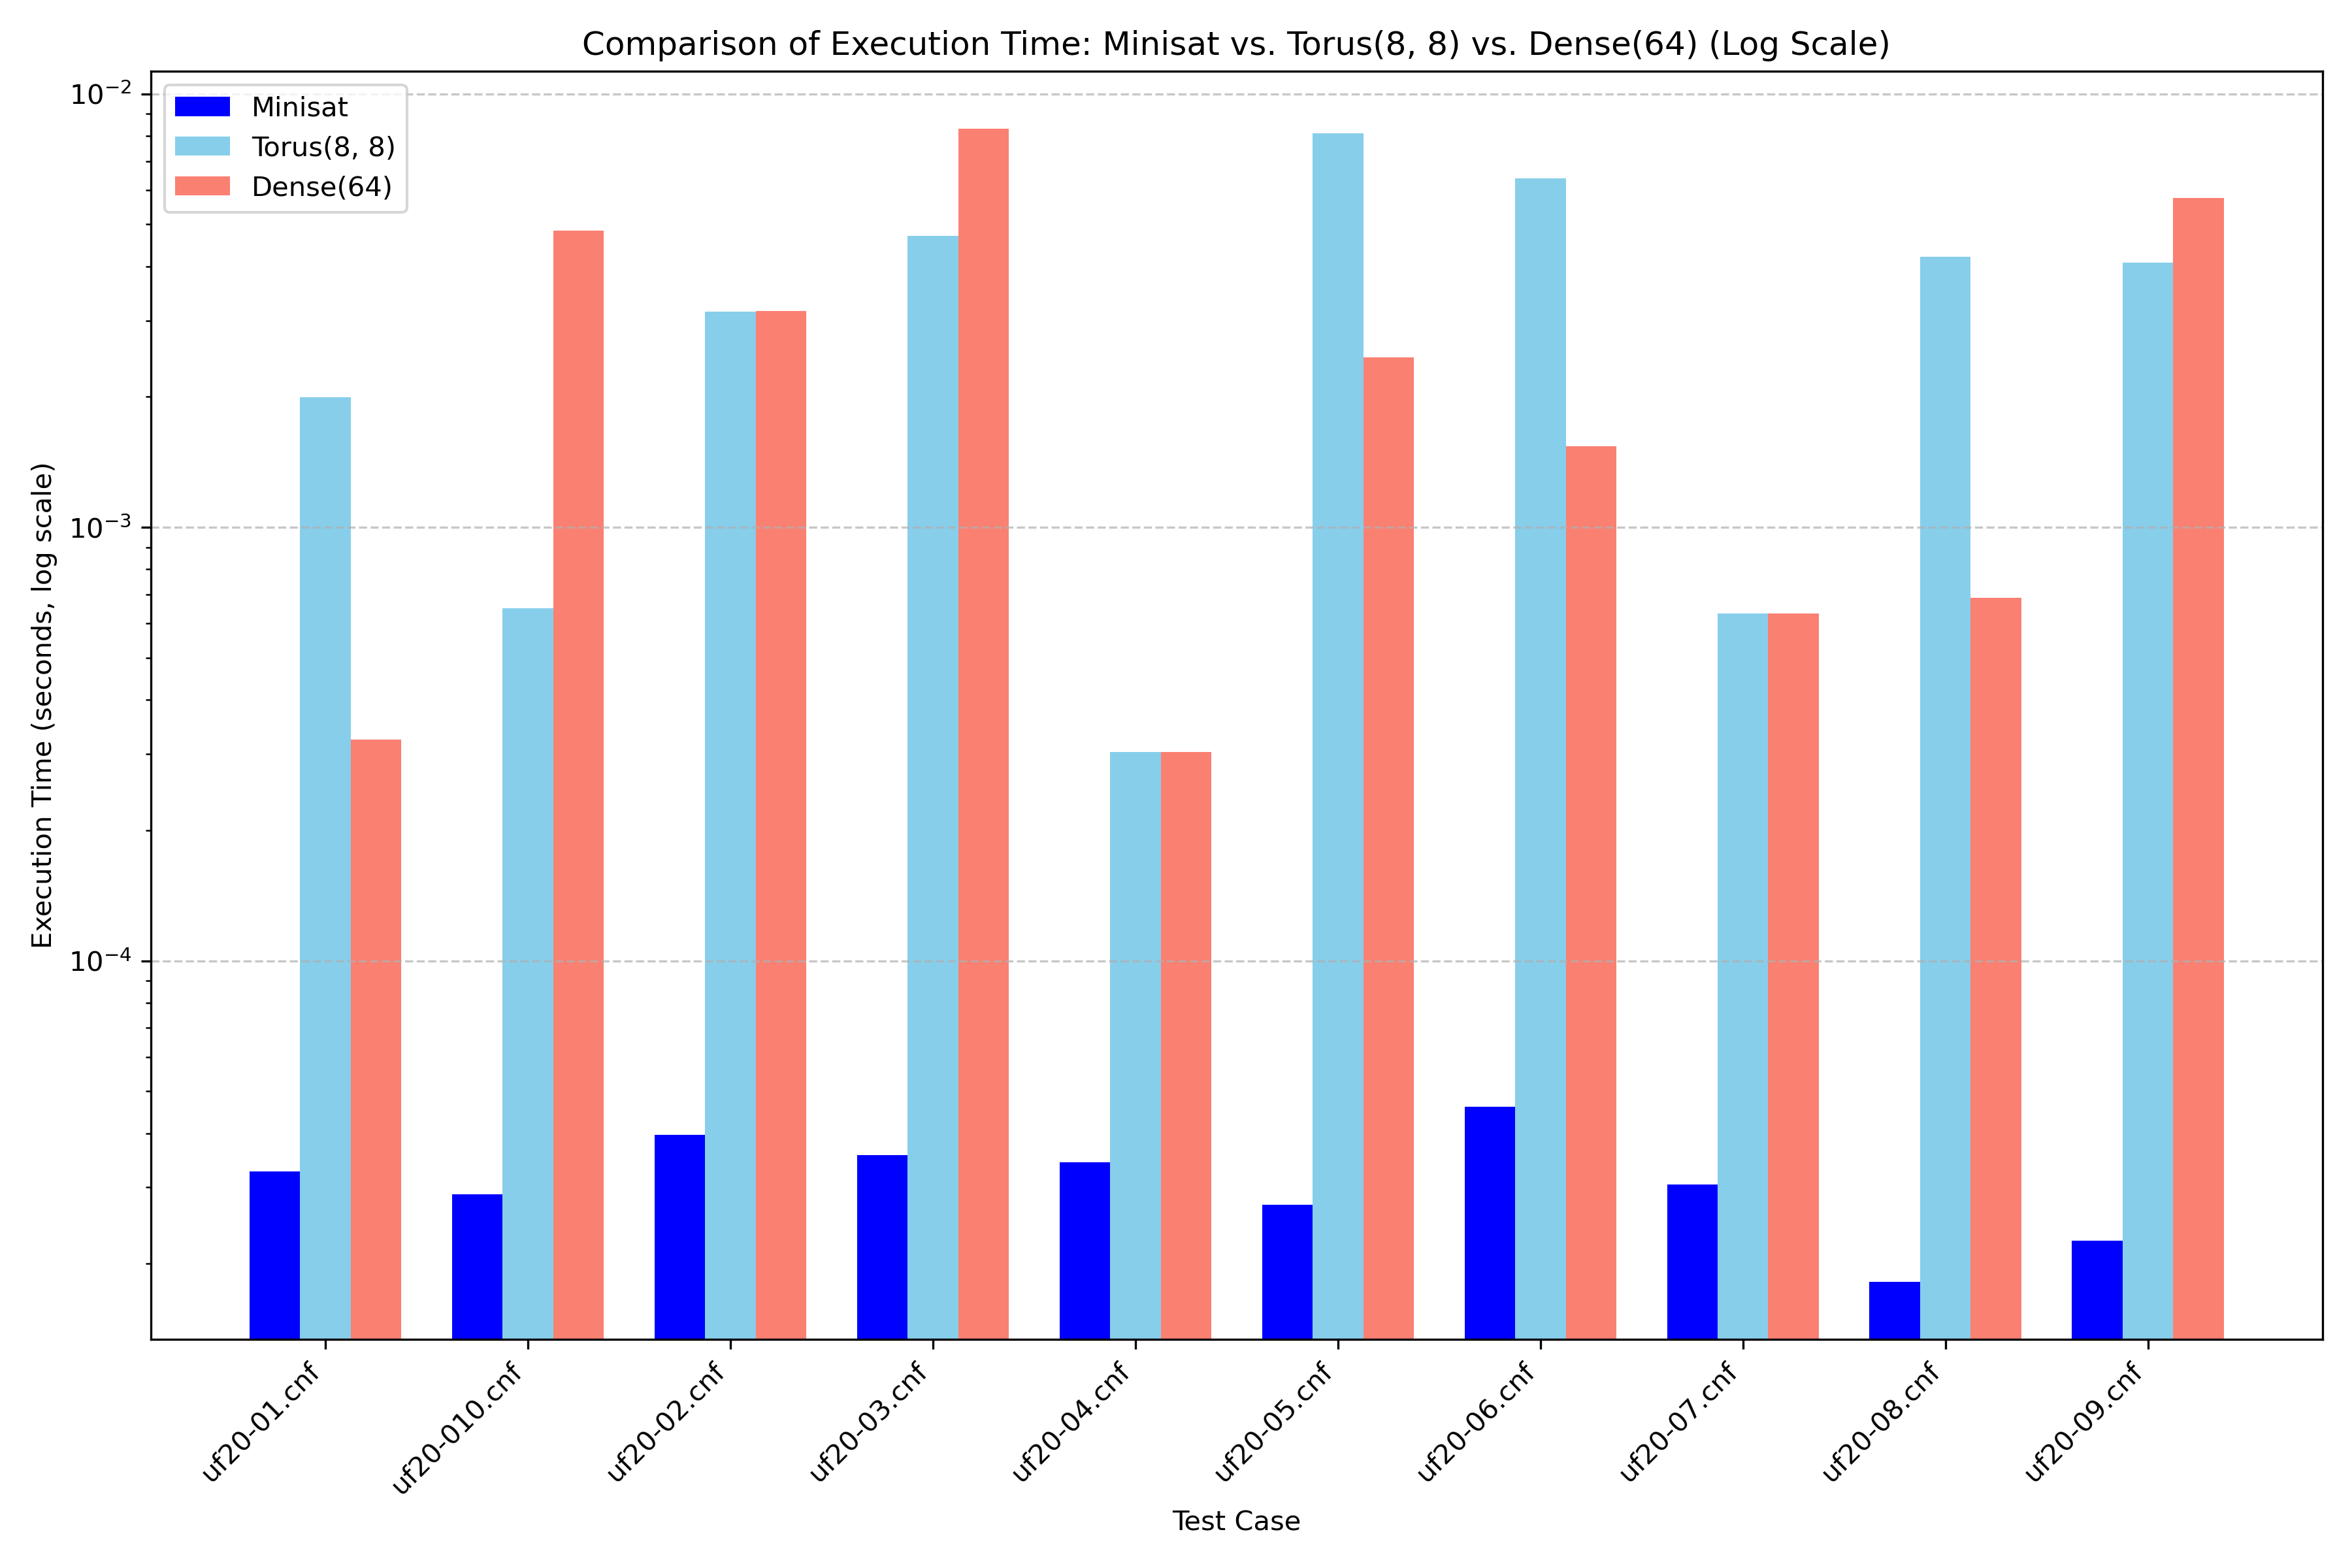 Comparison of Execution Time: Minisat vs. Torus(8, 8) vs. Dense(64) (Log Scale)
Minisat
Torus(8, 8)
Dense(64)
Execution Time (seconds, log scale)
10⁻²
10⁻³
10⁻⁴
uf20-01.cnf
uf20-010.cnf
uf20-02.cnf
uf20-03.cnf
uf20-04.cnf
uf20-05.cnf
uf20-06.cnf
uf20-07.cnf
uf20-08.cnf
uf20-09.cnf
Test Case